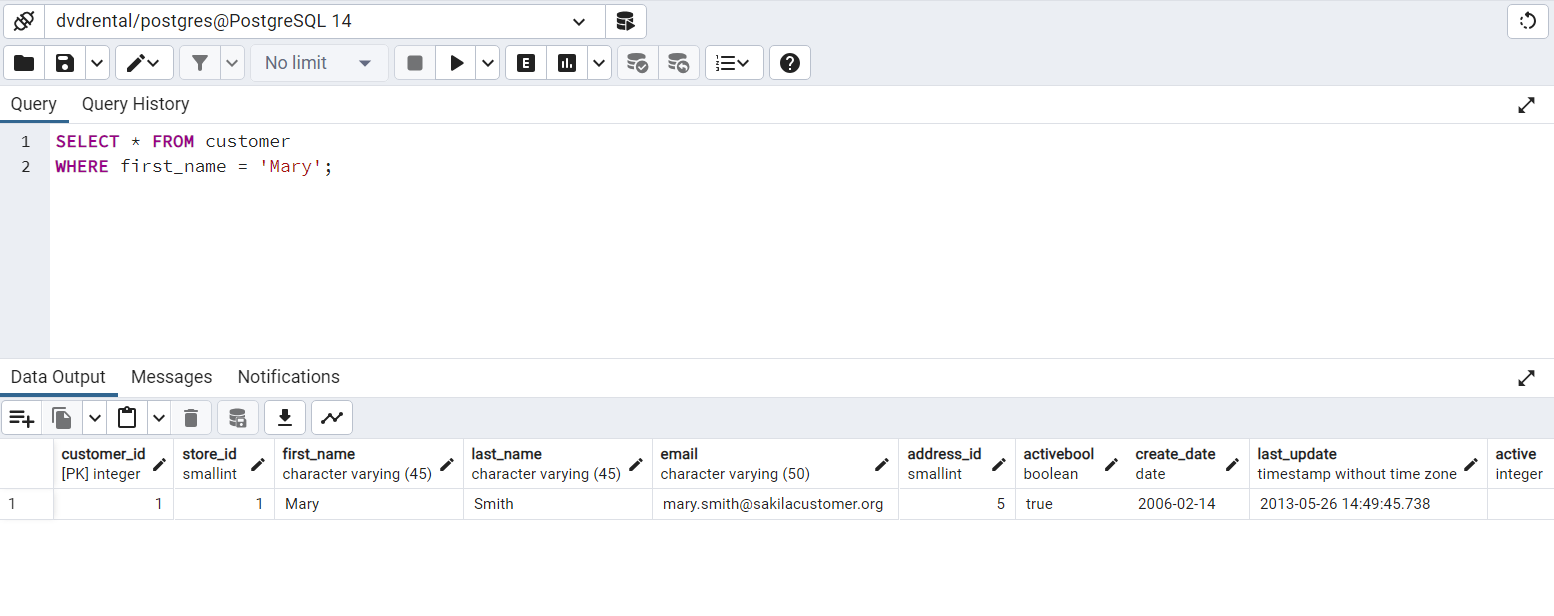 dvdrental/postgres@PostgreSQL 14
No limit
E
Query Query History
1 SELECT * FROM customer
2 WHERE first_name = 'Mary';
Data Output Messages Notifications
customer_id store_id first_name last_name email address_id activebool create_date last_update active
[PK] integer smallint character varying (45) character varying (45) character varying (50) smallint boolean date timestamp without time zone integer
1 1 1 Mary Smith mary.smith@sakilacustomer.org 5 true 2006-02-14 2013-05-26 14:49:45.738